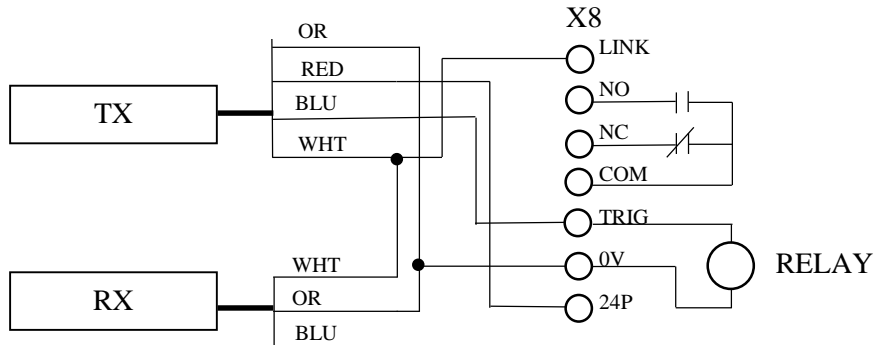 X8
OR
LINK
RED
NO
BLU
TX
WHT
NC
COM
TRIG
WHT
0V
RELAY
OR
RX
24P
BLU